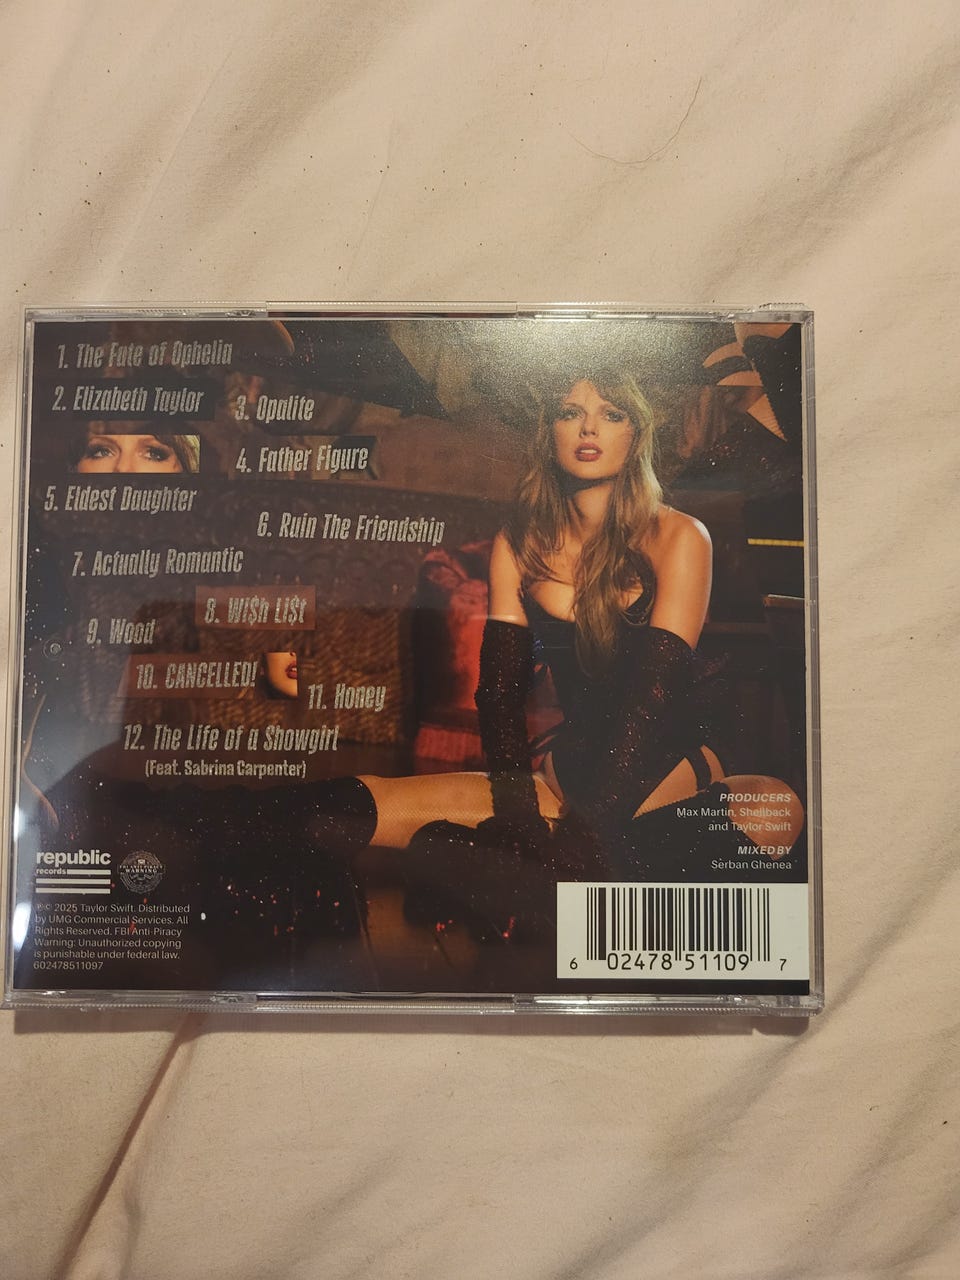 1. The Fate of Ophelia
2. Elizabeth Taylor
3. Opalite
4. Father Figure
5. Eldest Daughter
6. Ruin The Friendship
7. Actually Romantic
8. Wi$h Li$t
9. Wood
10. CANCELLED!
11. Honey
12. The Life of a Showgirl
(Feat. Sabrina Carpenter)
PRODUCERS
Max Martin, Shellback
and Taylor Swift
MIXED BY
Serban Ghenea
republic
records
FBI ANTI-PIRACY
WARNING
℗© 2025 Taylor Swift. Distributed
by UMG Commercial Services. All
Rights Reserved. FBI Anti-Piracy
Warning: Unauthorized copying
is punishable under federal law.
602478511097
6 02478 51109 7